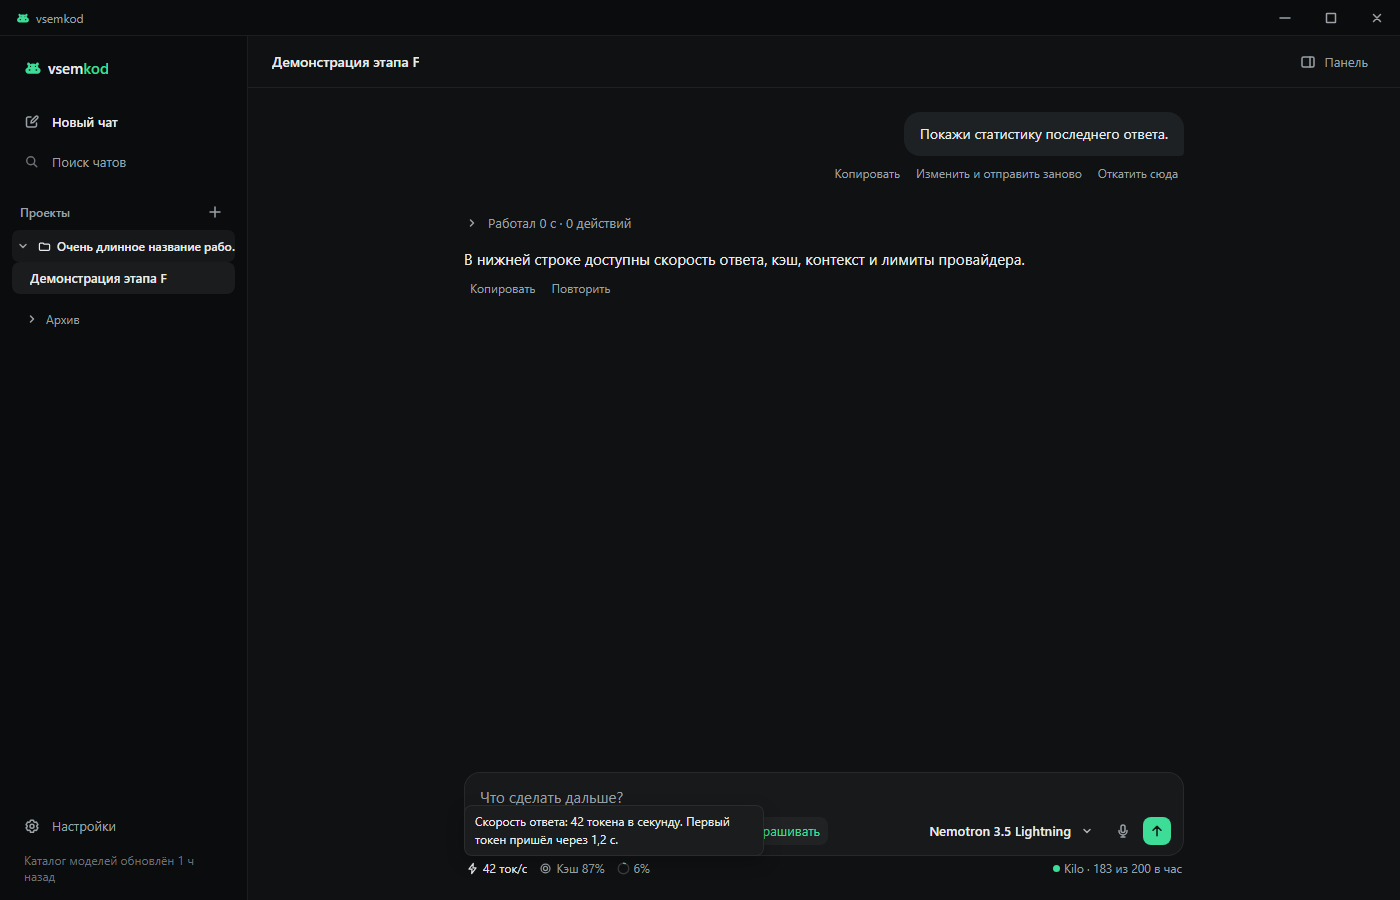 vsemkod
vsemkod
Новый чат
Поиск чатов
Проекты
Очень длинное название рабо.
Демонстрация этапа F
Архив
Настройки
Каталог моделей обновлён 1 ч
назад
Демонстрация этапа F
Панель
Покажи статистику последнего ответа.
Копировать Изменить и отправить заново Откатить сюда
Работал 0 с · 0 действий
В нижней строке доступны скорость ответа, кэш, контекст и лимиты провайдера.
Копировать Повторить
Что сделать дальше?
Скорость ответа: 42 токена в секунду. Первый
токен пришёл через 1,2 с.
рашивать
Nemotron 3.5 Lightning
42 ток/с Кэш 87% 6%
Kilo · 183 из 200 в час